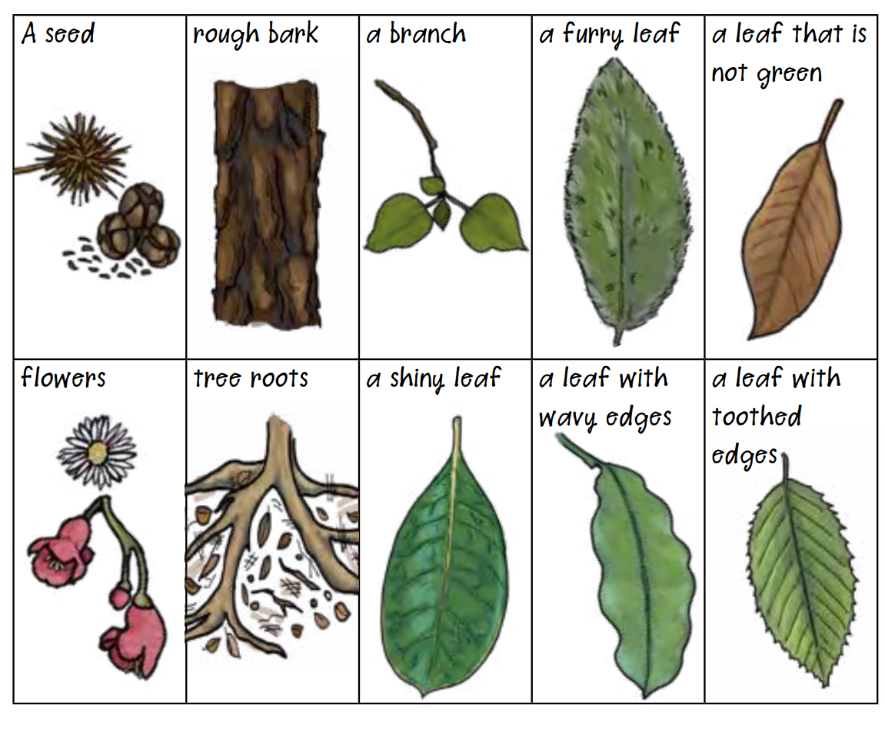 A seed
rough bark
a branch
a furry leaf
a leaf that is
not green
flowers
tree roots
a shiny leaf
a leaf with
wavy edges
a leaf with
toothed
edges